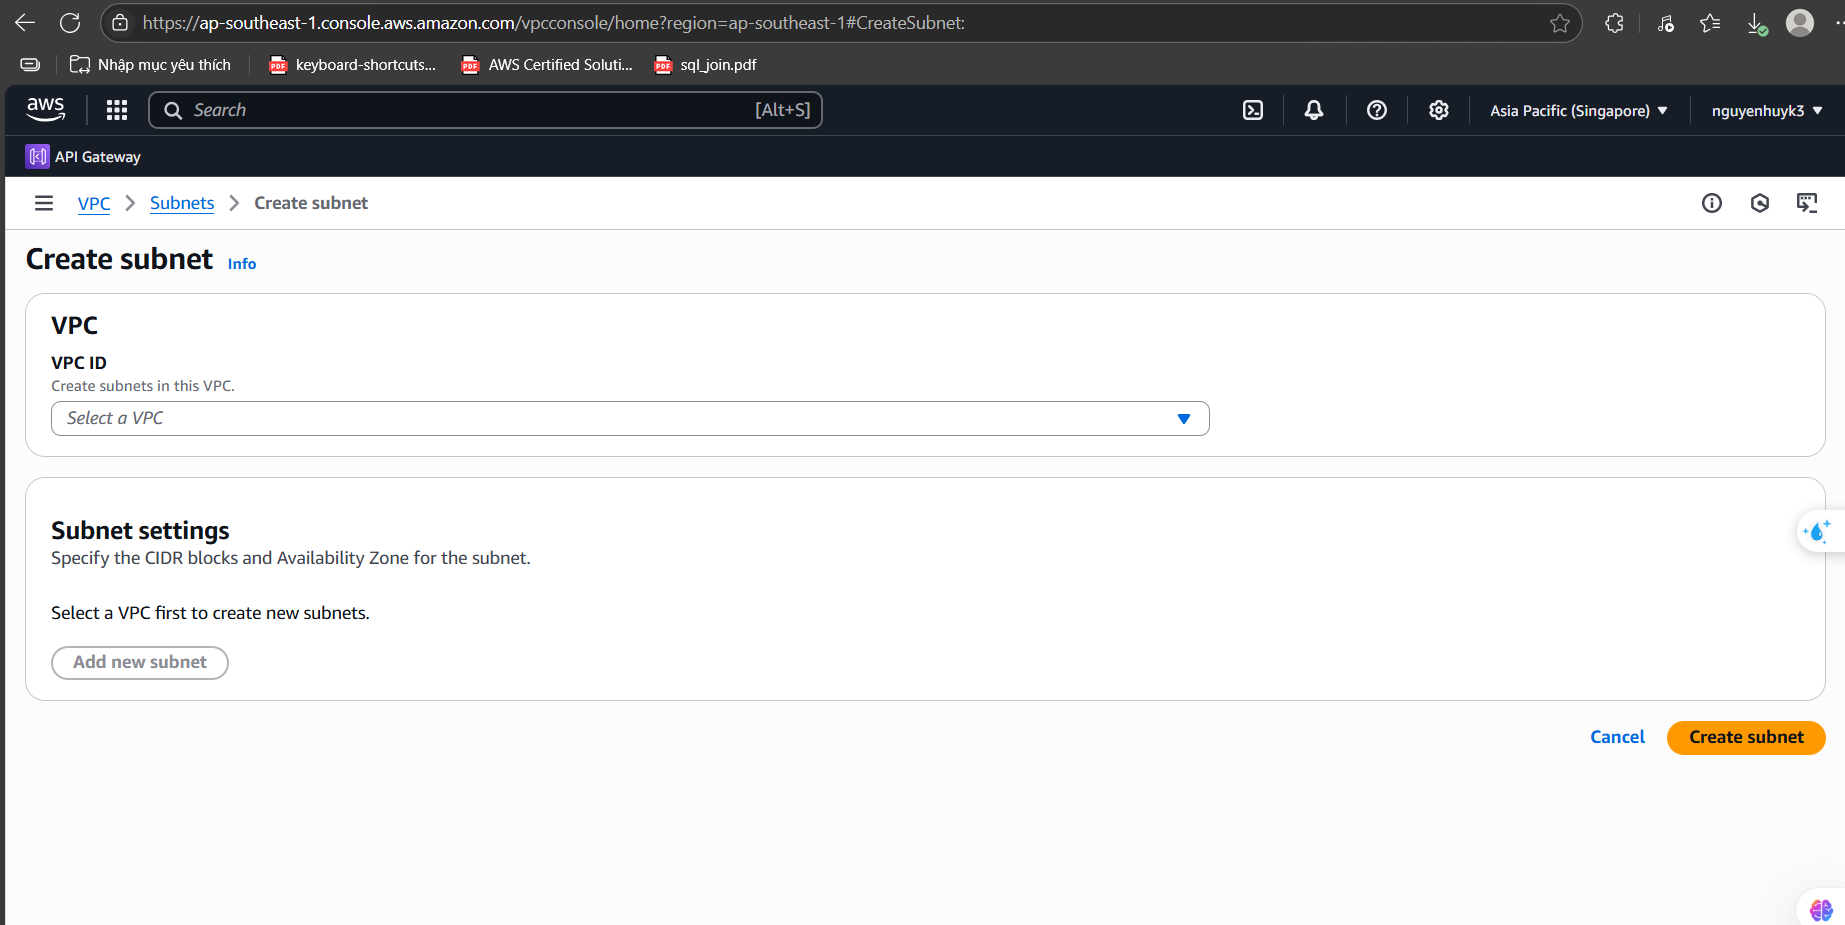 https://ap-southeast-1.console.aws.amazon.com/vpcconsole/home?region=ap-southeast-1#CreateSubnet:
Nhập mục yêu thích
keyboard-shortcuts...
AWS Certified Soluti...
sql_join.pdf
aws
Search
[Alt+S]
Asia Pacific (Singapore)
nguyenhuyk3
API Gateway
VPC
Subnets
Create subnet
Create subnet
Info
VPC
VPC ID
Create subnets in this VPC.
Select a VPC
Subnet settings
Specify the CIDR blocks and Availability Zone for the subnet.
Select a VPC first to create new subnets.
Add new subnet
Cancel
Create subnet